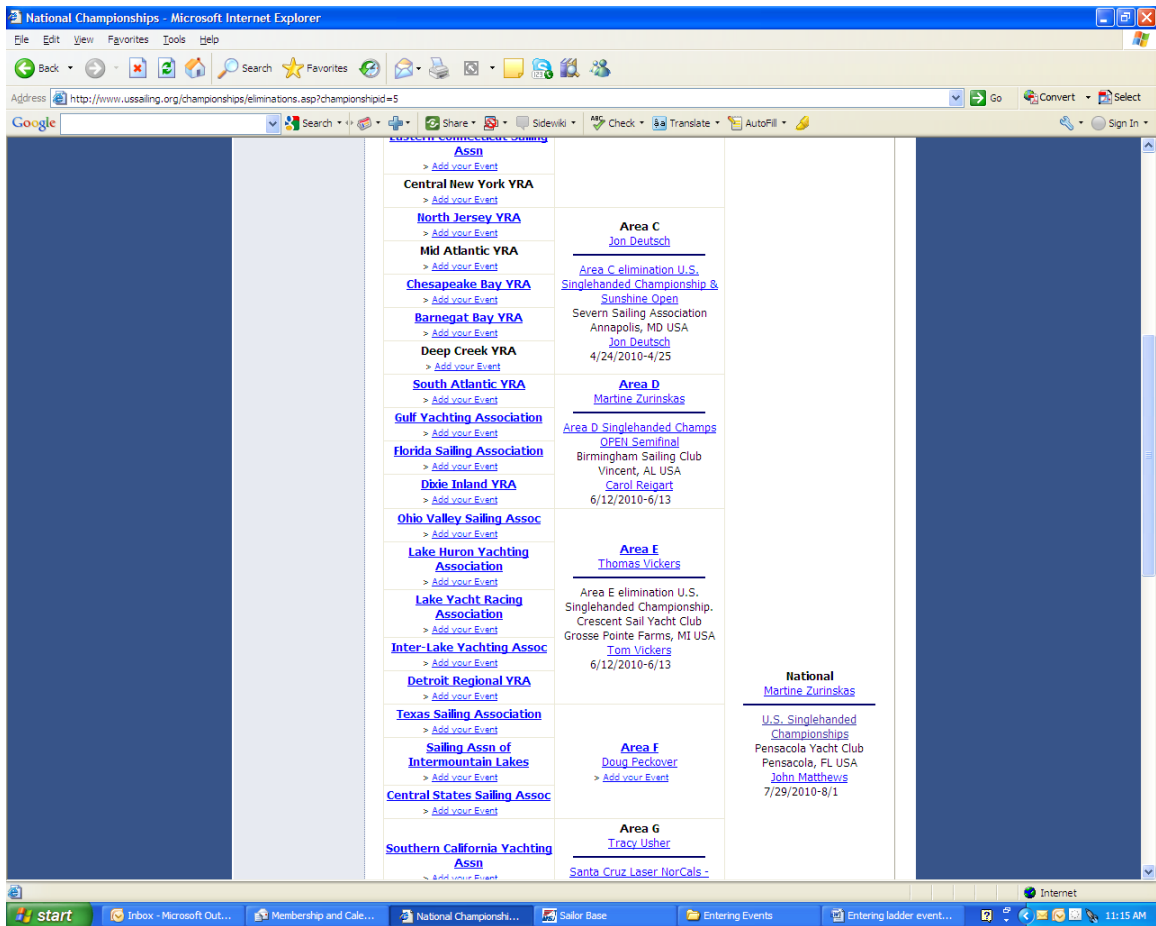 National Championships - Microsoft Internet Explorer
File Edit View Favorites Tools Help
Back Search Favorites
Address http://www.ussailing.org/championships/eliminations.asp?championshipid=5 Go Convert Select
Google Search Share Sidewiki Check Translate AutoFill Sign In
Eastern Connecticut Sailing
Assn
> Add your Event
Central New York YRA
> Add your Event
North Jersey YRA
> Add your Event
Mid Atlantic YRA
> Add your Event
Chesapeake Bay YRA
> Add your Event
Barnegat Bay YRA
> Add your Event
Deep Creek YRA
> Add your Event
Area C
Jon Deutsch
Area C elimination U.S.
Singlehanded Championship &
Sunshine Open
Severn Sailing Association
Annapolis, MD USA
Jon Deutsch
4/24/2010-4/25
South Atlantic YRA
> Add your Event
Gulf Yachting Association
> Add your Event
Florida Sailing Association
> Add your Event
Dixie Inland YRA
> Add your Event
Area D
Martine Zurinskas
Area D Singlehanded Champs
OPEN Semifinal
Birmingham Sailing Club
Vincent, AL USA
Carol Reigart
6/12/2010-6/13
Ohio Valley Sailing Assoc
> Add your Event
Lake Huron Yachting
Association
> Add your Event
Lake Yacht Racing
Association
> Add your Event
Inter-Lake Yachting Assoc
> Add your Event
Detroit Regional YRA
> Add your Event
Area E
Thomas Vickers
Area E elimination U.S.
Singlehanded Championship.
Crescent Sail Yacht Club
Grosse Pointe Farms, MI USA
Tom Vickers
6/12/2010-6/13
Texas Sailing Association
> Add your Event
Sailing Assn of
Intermountain Lakes
> Add your Event
Central States Sailing Assoc
> Add your Event
Area F
Doug Peckover
> Add your Event
Southern California Yachting
Assn
> Add your Event
Area G
Tracy Usher
Santa Cruz Laser NorCals -
National
Martine Zurinskas
U.S. Singlehanded
Championships
Pensacola Yacht Club
Pensacola, FL USA
John Matthews
7/29/2010-8/1
Internet
start Inbox - Microsoft Out... Membership and Cale... National Championshi... Sailor Base Entering Events Entering ladder event... 11:15 AM